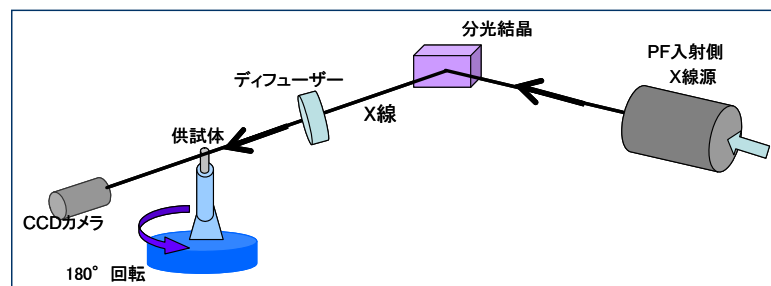 分光結晶
PF入射側
X線源
ディフューザー
X線
供試体
CCDカメラ
180°回転